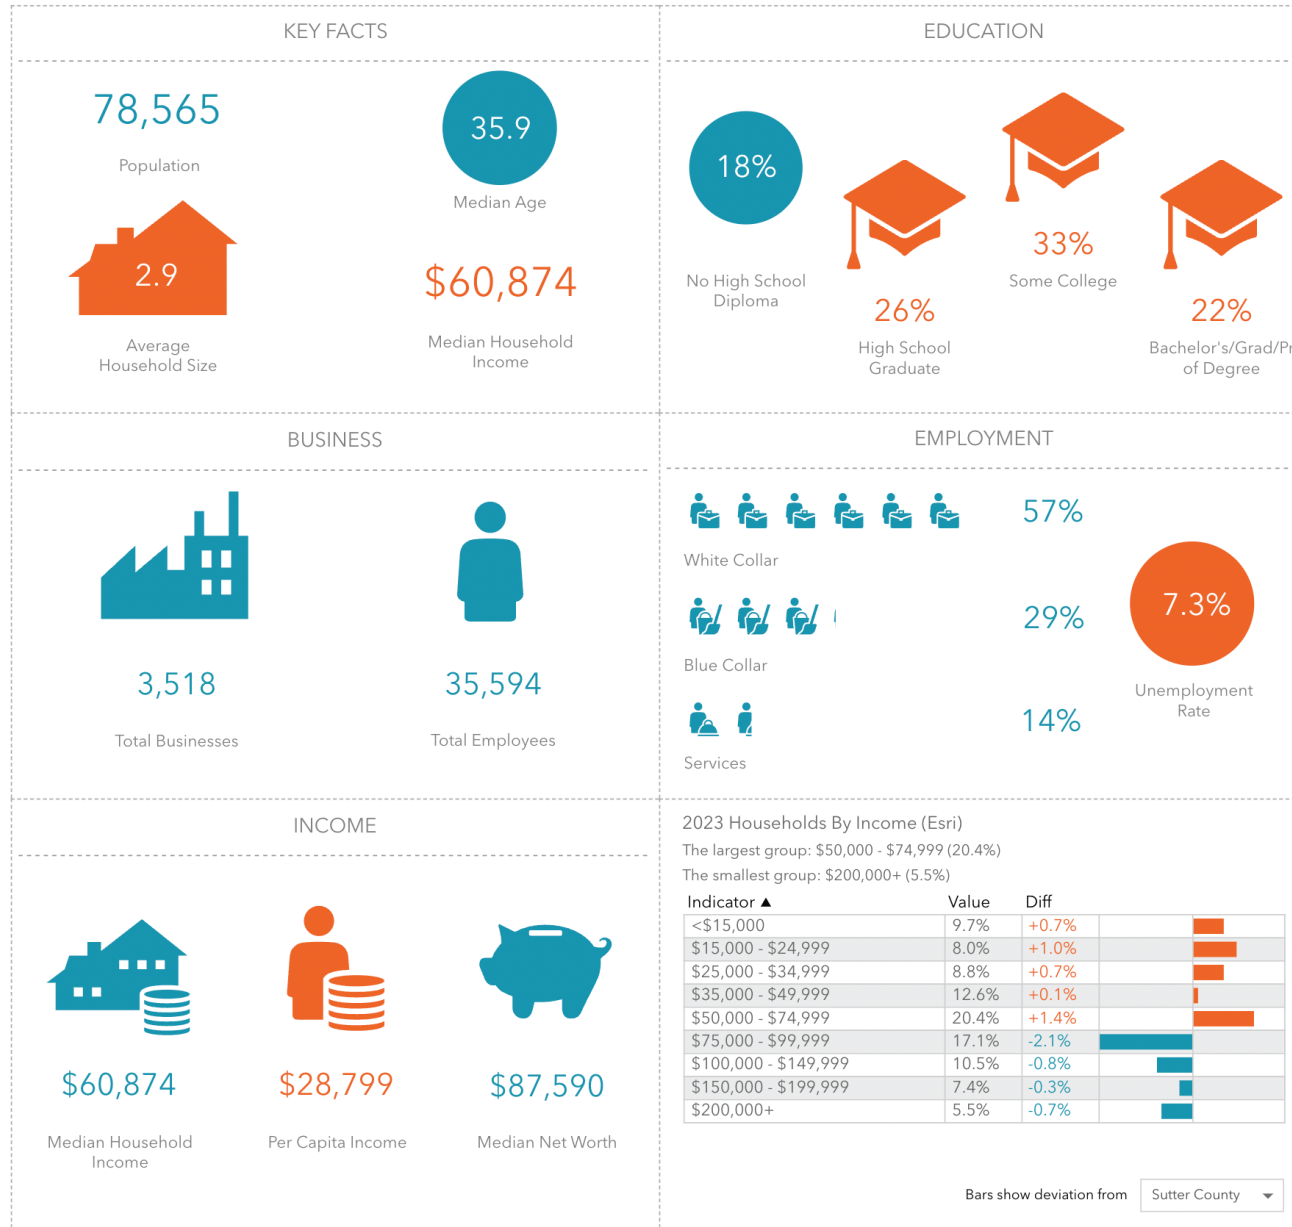 KEY FACTS
78,565
Population
35.9
Median Age
2.9
Average
Household Size
$60,874
Median Household
Income
EDUCATION
18%
No High School
Diploma
26%
High School
Graduate
33%
Some College
22%
Bachelor's/Grad/Pr
of Degree
BUSINESS
3,518
Total Businesses
35,594
Total Employees
EMPLOYMENT
57%
White Collar
29%
Blue Collar
14%
Services
7.3%
Unemployment
Rate
INCOME
$60,874
Median Household
Income
$28,799
Per Capita Income
$87,590
Median Net Worth
2023 Households By Income (Esri)
The largest group: $50,000 - $74,999 (20.4%)
The smallest group: $200,000+ (5.5%)
Indicator ▲ Value Diff
<$15,000 9.7% +0.7%
$15,000 - $24,999 8.0% +1.0%
$25,000 - $34,999 8.8% +0.7%
$35,000 - $49,999 12.6% +0.1%
$50,000 - $74,999 20.4% +1.4%
$75,000 - $99,999 17.1% -2.1%
$100,000 - $149,999 10.5% -0.8%
$150,000 - $199,999 7.4% -0.3%
$200,000+ 5.5% -0.7%
Bars show deviation from Sutter County